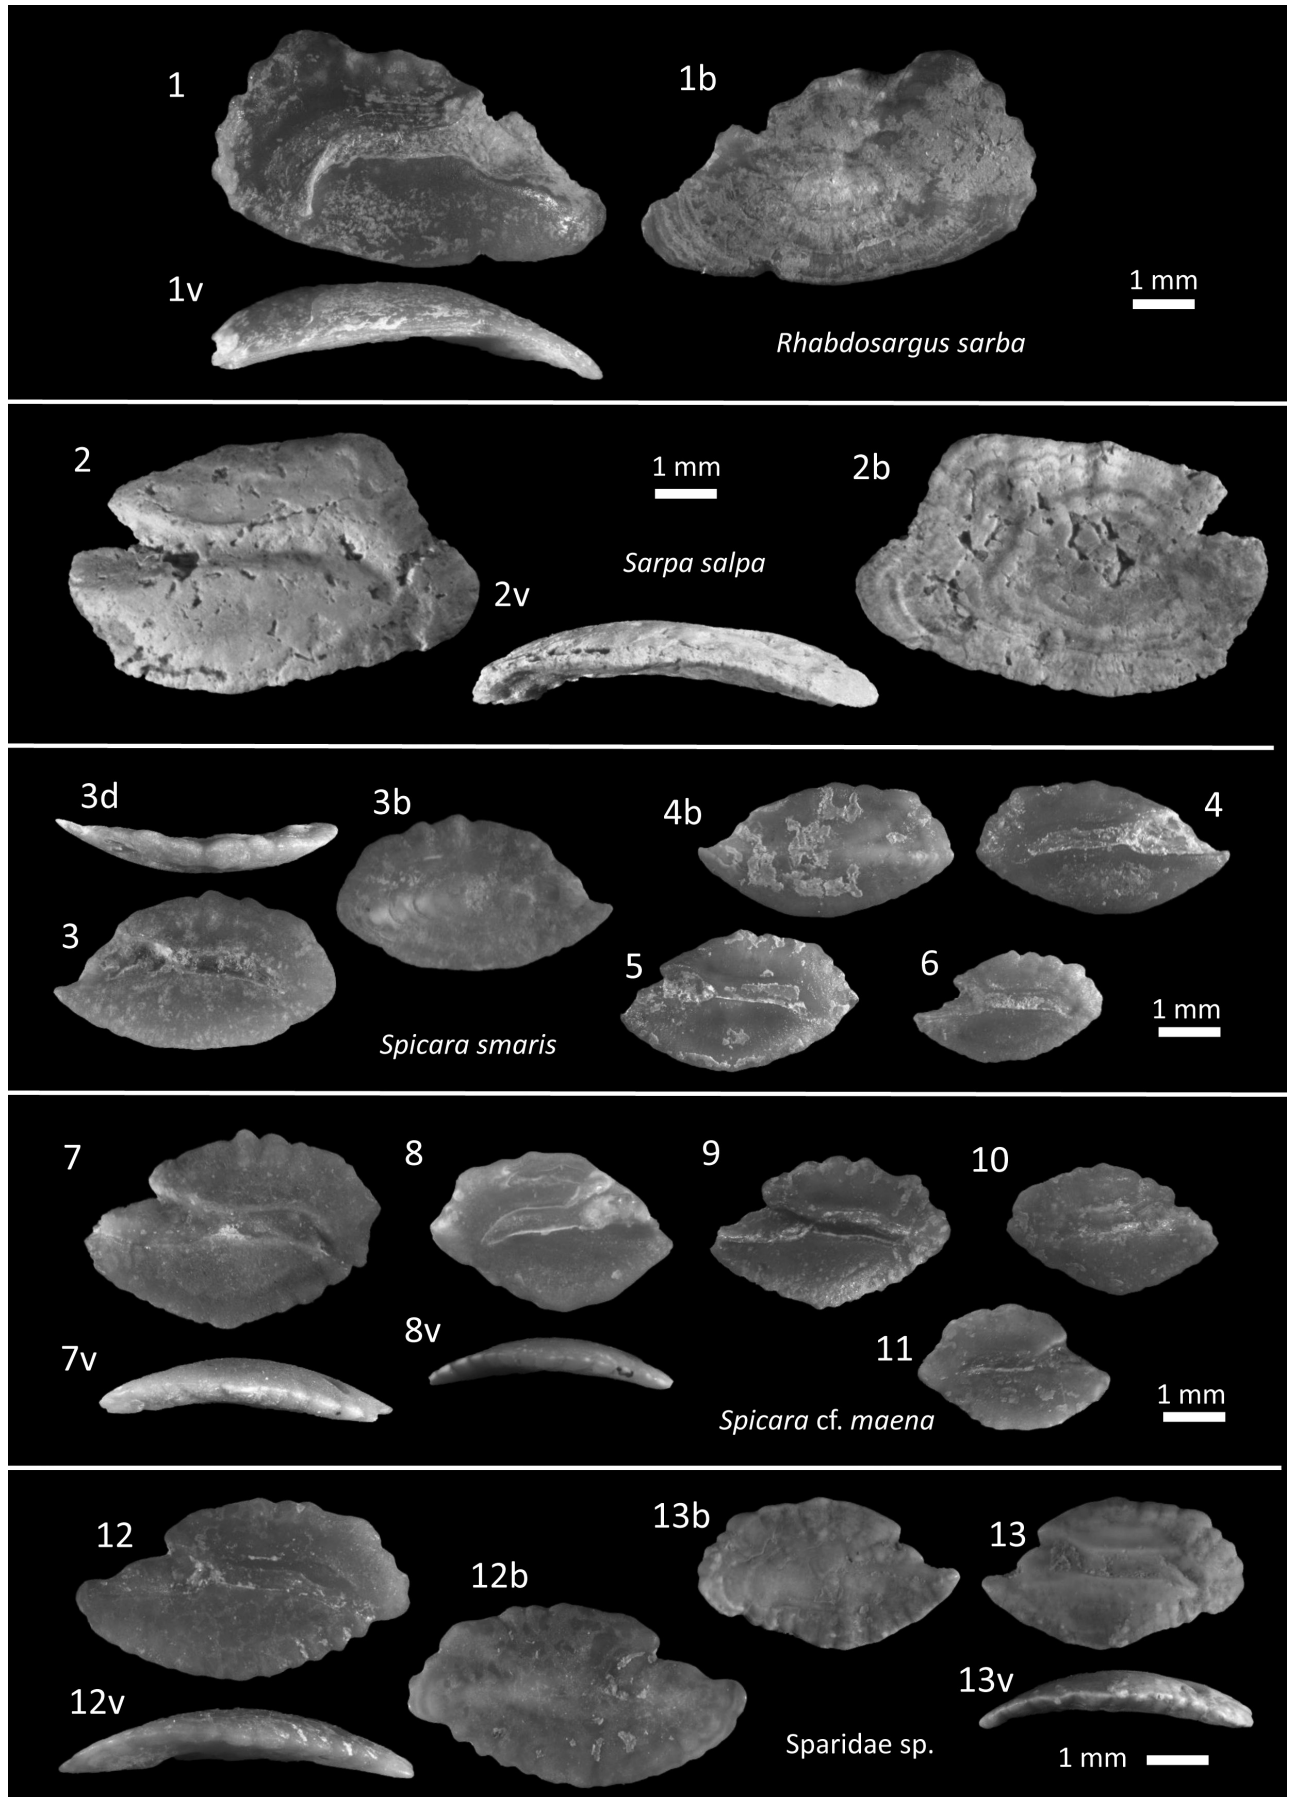 1
1b
1v
1 mm
Rhabdosargus sarba
2
1 mm
2b
Sarpa salpa
2v
3d
3b
4b
4
3
5
6
1 mm
Spicara smaris
7
8
9
10
8v
11
7v
1 mm
Spicara cf. maena
12
13b
13
12b
12v
13v
Sparidae sp.
1 mm